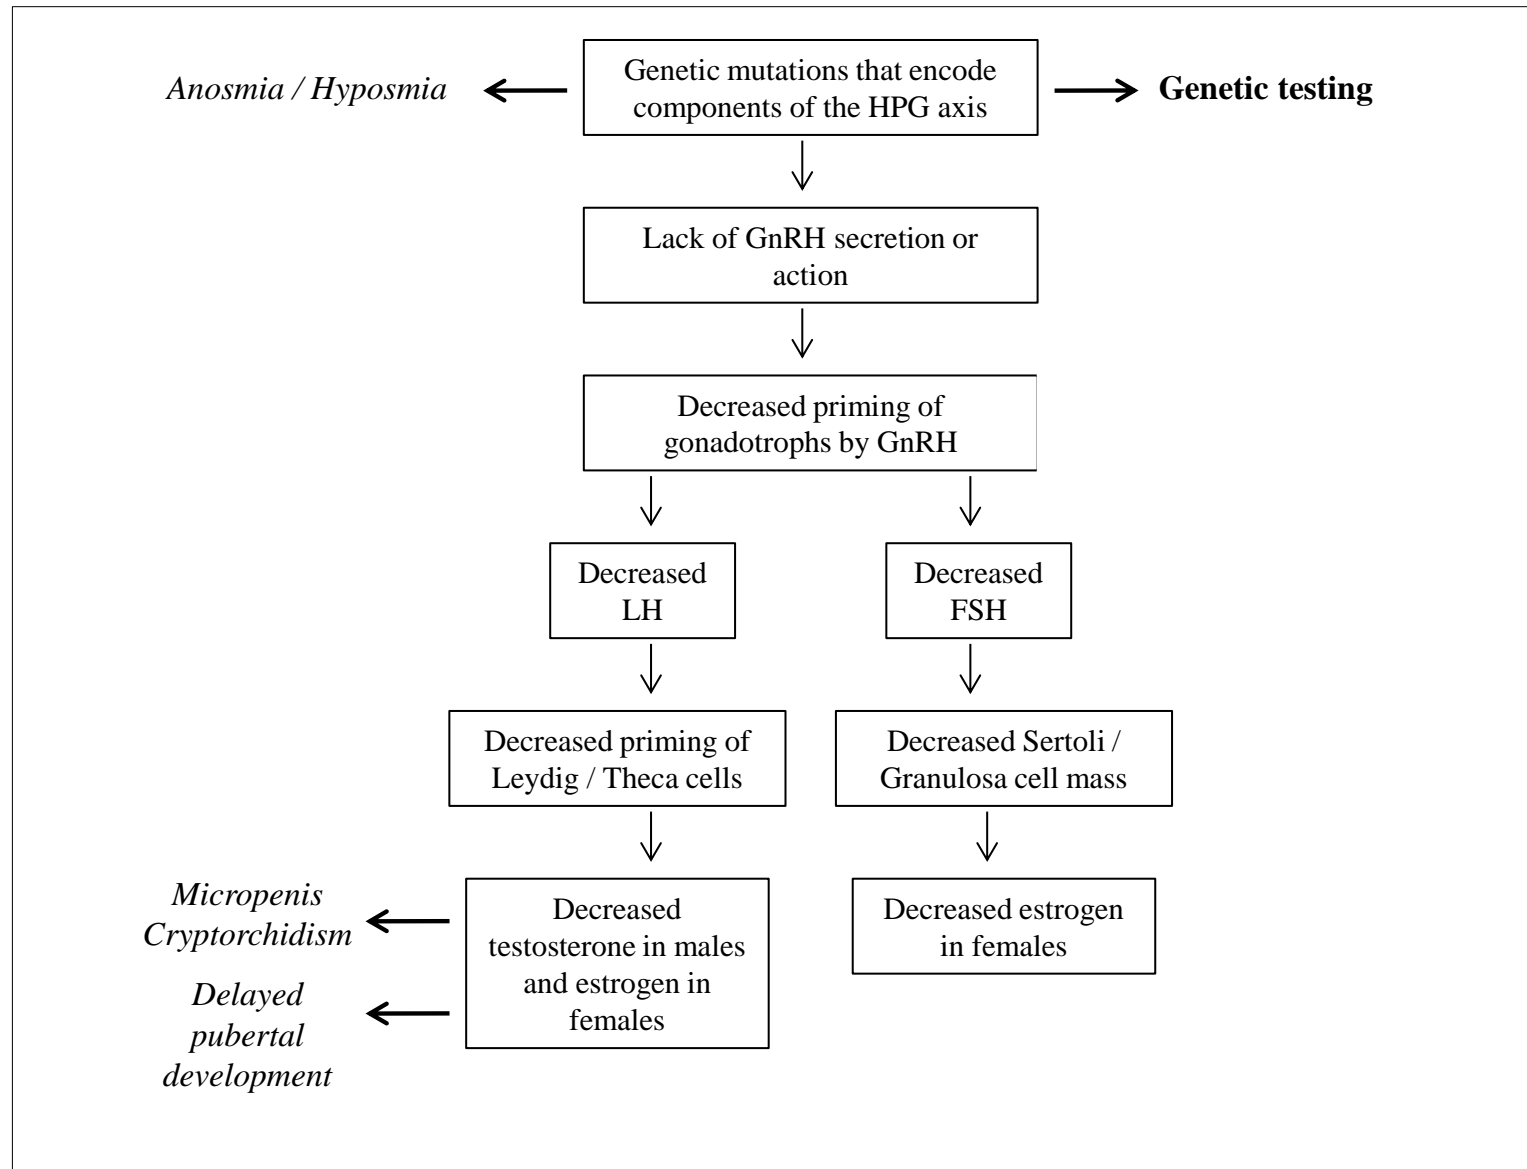 Anosmia / Hyposmia
Genetic mutations that encode
components of the HPG axis
Genetic testing
Lack of GnRH secretion or
action
Decreased priming of
gonadotrophs by GnRH
Decreased
LH
Decreased
FSH
Decreased priming of
Leydig / Theca cells
Decreased Sertoli /
Granulosa cell mass
Micropenis
Cryptorchidism
Delayed
pubertal
development
Decreased
testosterone in males
and estrogen in
females
Decreased estrogen
in females